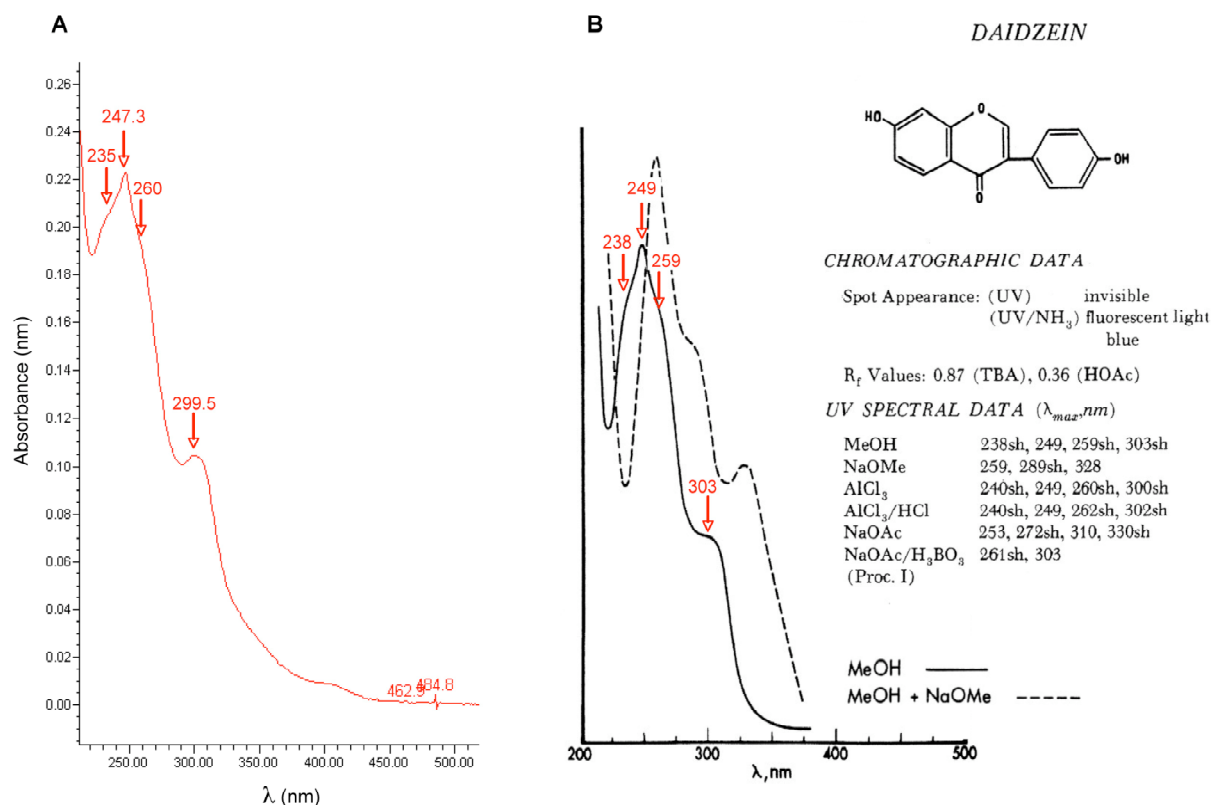 A
0.26
0.24
0.22
0.20
0.18
0.16
0.14
0.12
0.10
0.08
0.06
0.04
0.02
0.00
Absorbance (nm)
247.3
235
260
299.5
462.9
484.8
250.00
300.00
350.00
400.00
450.00
500.00
λ (nm)
B
249
238
259
303
200
300
400
500
λ,nm
DAIDZEIN
HO
O
OH
O
CHROMATOGRAPHIC DATA
Spot Appearance: (UV) invisible
(UV/NH₃) fluorescent light
blue
Rf Values: 0.87 (TBA), 0.36 (HOAc)
UV SPECTRAL DATA (λmax,nm)
MeOH 238sh, 249, 259sh, 303sh
NaOMe 259, 289sh, 328
AlCl₃ 240sh, 249, 260sh, 300sh
AlCl₃/HCl 240sh, 249, 262sh, 302sh
NaOAc 253, 272sh, 310, 330sh
NaOAc/H₃BO₃ 261sh, 303
(Proc. I)
MeOH
MeOH + NaOMe